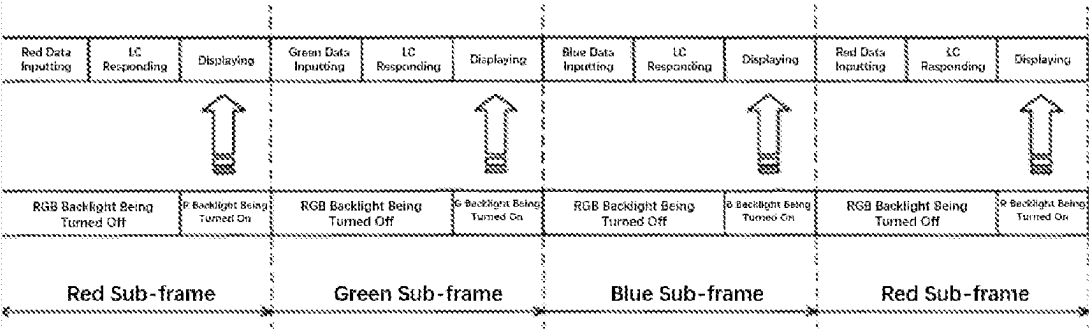 Red Data
Inputting
LC
Responding
Displaying
Green Data
Inputting
LC
Responding
Displaying
Blue Data
Inputting
LC
Responding
Displaying
Red Data
Inputting
LC
Responding
Displaying
RGB Backlight Being
Turned Off
R Backlight Being
Turned On
RGB Backlight Being
Turned Off
G Backlight Being
Turned On
RGB Backlight Being
Turned Off
B Backlight Being
Turned On
RGB Backlight Being
Turned Off
R Backlight Being
Turned On
Red Sub-frame
Green Sub-frame
Blue Sub-frame
Red Sub-frame